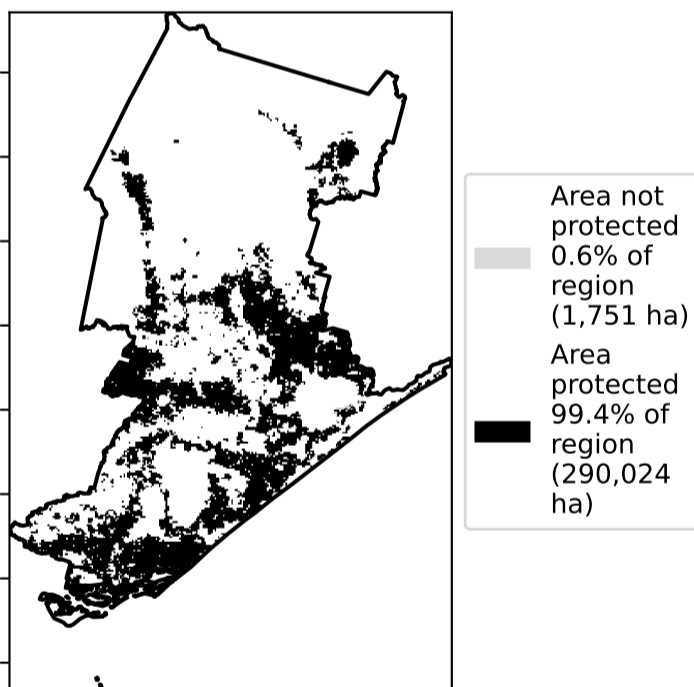 Area not
protected
0.6% of
region
(1,751 ha)
Area
protected
99.4% of
region
(290,024
ha)